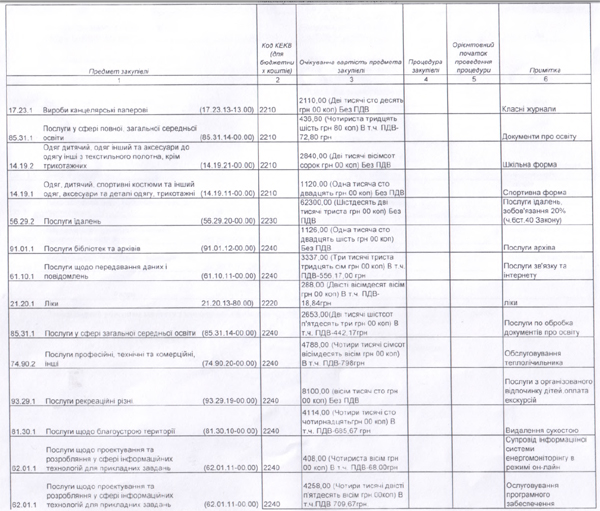 Предмет закупівлі
Код КЕКВ
(для
бюджетни
х коштів)
Очікувана вартість предмета
закупівлі
Процедура
закупівлі
Орієнтовний
початок
проведення
процедури
Примітка
1 2 3 4 5 6
17.23.1 Вироби канцелярські паперові (17.23.13-13.00) 2210
2110,00 (Дві тисячі сто десять
грн 00 коп) Без ПДВ
Класні журнали
85.31.1 Послуги у сфері повної, загальної середньої
освіти (85.31.14-00.00) 2210
436,80 (Чотириста тридцять
шість грн 80 коп) В т.ч. ПДВ-
72,80 грн
Документи про освіту
14.19.2 Одяг дитячий, одяг інший та аксесуари до
одягу інші з текстильного полотна, крім
трикотажних (14.19.21-00.00) 2210
2840,00 (Дві тисячі вісімсот
сорок грн 00 коп) Без ПДВ
Шкільна форма
14.19.1 Одяг, дитячий, спортивні костюми та інший
одяг, аксесуари та деталі одягу, трикотажні (14.19.11-00.00) 2210
1120,00 (Одна тисяча сто
двадцять грн 00 коп) Без ПДВ
Спортивна форма
56.29.2 Послуги їдалень (56.29.20-00.00) 2230
62300,00 (Шістдесят дві
тисячі триста грн 00 коп) Без
ПДВ
Послуги їдалень,
зобов'язання 20%
(ч.6ст.40 Закону)
91.01.1 Послуги бібліотек та архівів (91.01.12-00.00) 2240
1126,00 (Одна тисяча сто
двадцять шість грн 00 коп)
Без ПДВ
Послуги архіва
61.10.1 Послуги щодо передавання даних і
повідомлень (61.10.11-00.00) 2240
3337,00 (Три тисячі триста
тридцять сім грн 00 коп) В т.ч.
ПДВ-556,17,00 грн
Послуги зв'язку та
інтернету
21.20.1 Ліки 21.20.13-80.00) 2220
288,00 (Двісті вісімдесят вісім
грн 00 коп) В т.ч. ПДВ-
18,84грн
ліки
85.31.1 Послуги у сфері загальної середньої освіти (85.31.14-00.00) 2240
2653,00(Дві тисячі шістсот
п'ятдесять три грн 00 коп) В
т.ч. ПДВ-442,17грн
Послуги по обробка
документів про освіту
74.90.2 Послуги професійні, технічні та комерційні,
інші (74.90.20-00.00) 2240
4788,00 (Чотири тисячі сімсот
вісімдесять вісім грн 00 коп)
В т.ч. ПДВ-798грн
Обслуговування
теплолічильника
93.29.1 Послуги рекреаційні різні (93.29.19-00.00) 2240
8100,00 (вісім тисяч сто грн
00 коп) Без ПДВ
Послуги з організованого
відпочинку дітей,оплата
екскурсій
81.30.1 Послуги щодо благоустрою території (81.30.10-00.00) 2240
4114,00 (Чотири тисячі сто
чотирнадцятьгрн 00 коп) В
т.ч. ПДВ-685,67 грн
Видалення сухостою
62.01.1 Послуги щодо проектування та
розробляння у сфері інформаційних
технологій для прикладних завдань (62.01.11-00.00) 2240
408,00 (Чотириста вісім грн
00 коп) В т.ч. ПДВ-68,00грн
Супровід інформаційної
системи
енергомоніторингу в
режимі он-лайн
62.01.1 Послуги щодо проектування та
розробляння у сфері інформаційних
технологій для прикладних завдань (62.01.11-00.00) 2240
4258,00 (Чотири тисячі двісті
п'ятдесять вісім грн 00коп) В
т.ч.ПДВ 709,67грн
Ослуговування
програмного
забезпечення